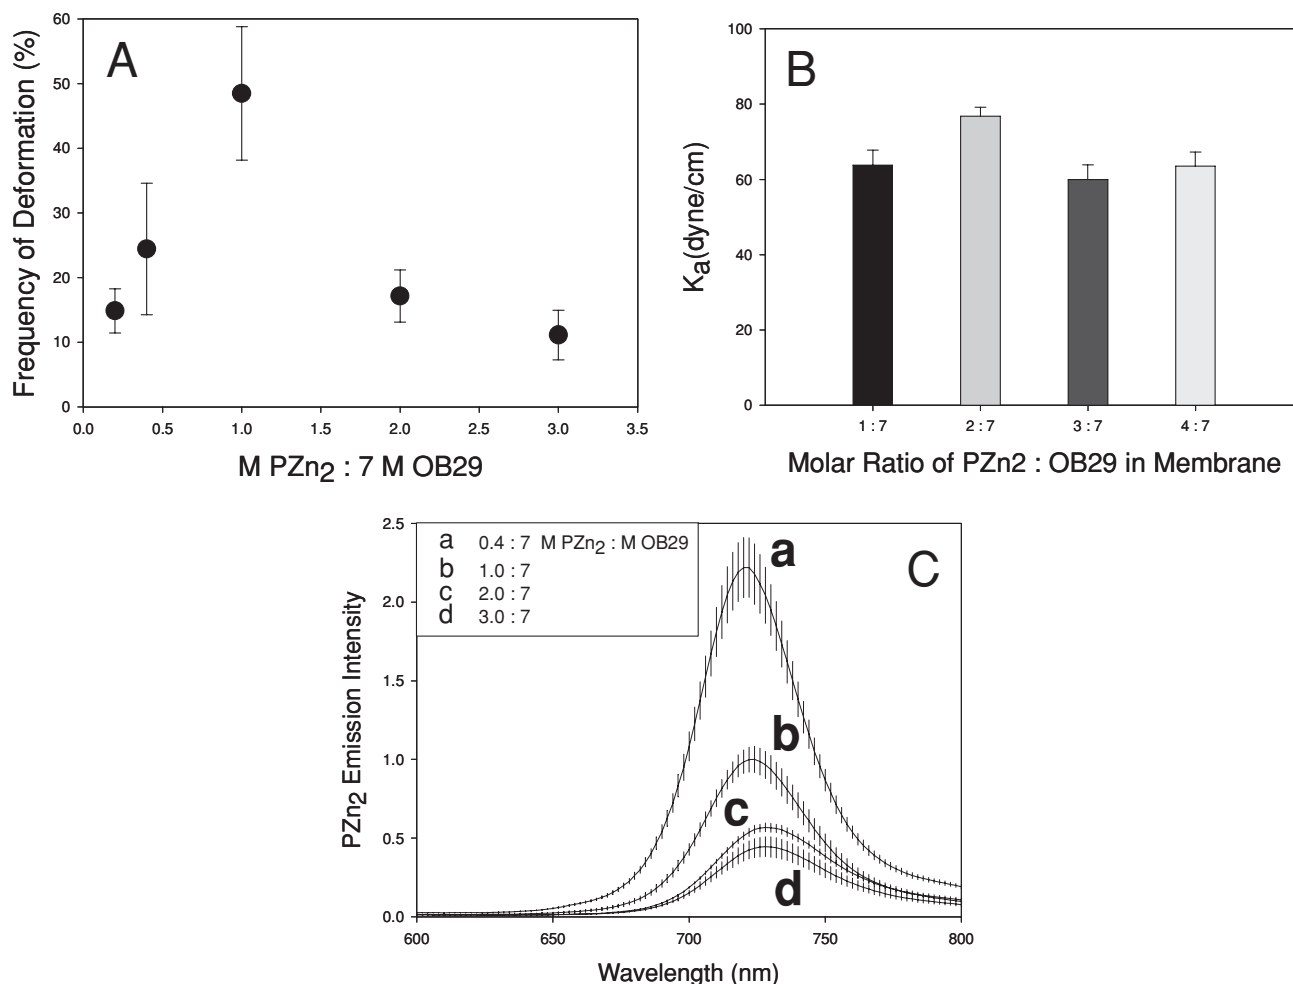 A
Frequency of Deformation (%)
60
50
40
30
20
10
0
0.0 0.5 1.0 1.5 2.0 2.5 3.0 3.5
M PZn2 : 7 M OB29
B
Ka(dyne/cm)
100
80
60
40
20
0
1 : 7 2 : 7 3 : 7 4 : 7
Molar Ratio of PZn2 : OB29 in Membrane
C
PZn2 Emission Intensity
2.5
2.0
1.5
1.0
0.5
0.0
a 0.4 : 7 M PZn2 : M OB29
b 1.0 : 7
c 2.0 : 7
d 3.0 : 7
a
b
c
d
600 650 700 750 800
Wavelength (nm)